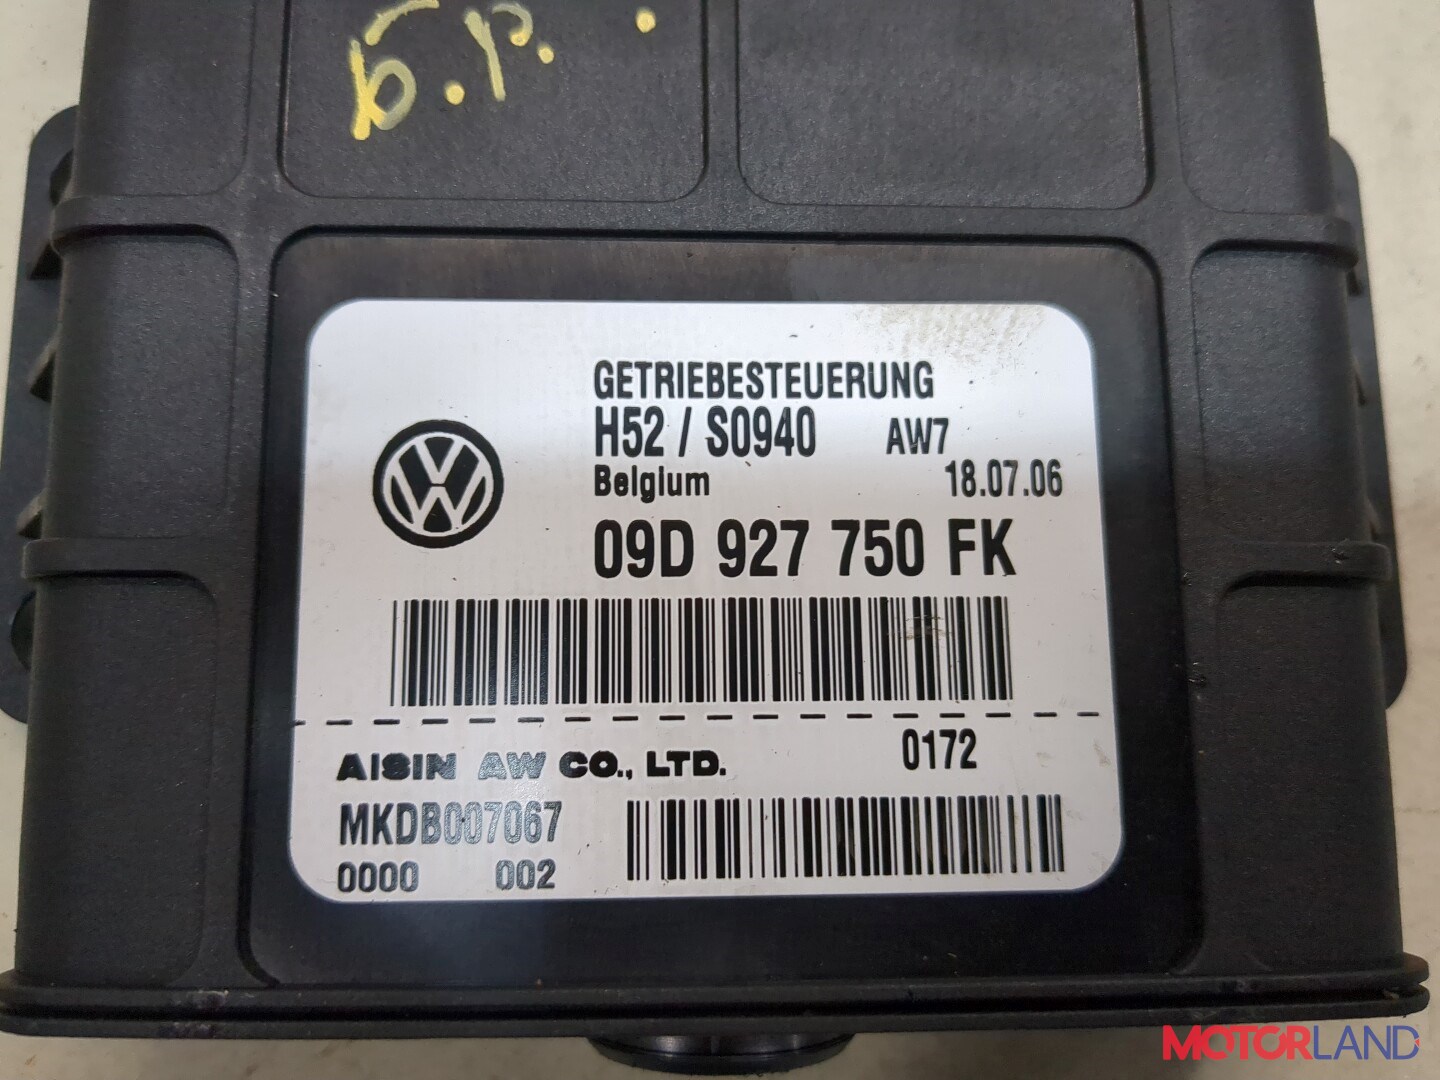 Б.Р.
GETRIEBESTEUERUNG
H52 / S0940 AW7
Belgium 18.07.06
09D 927 750 FK
AISIN AW CO., LTD. 0172
MKDB007067
0000 002
MOTORLAND